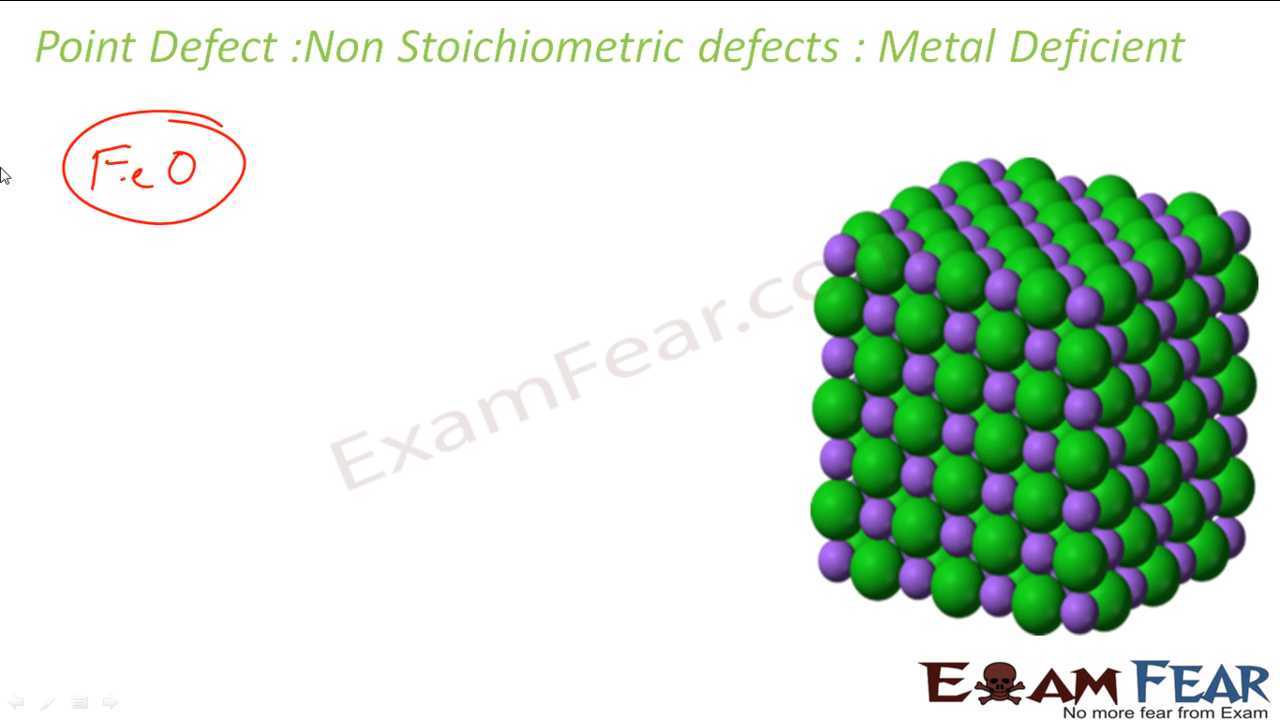 Point Defect :Non Stoichiometric defects : Metal Deficient
FeO
ExamFear.com
EXAM FEAR
No more fear from Exam